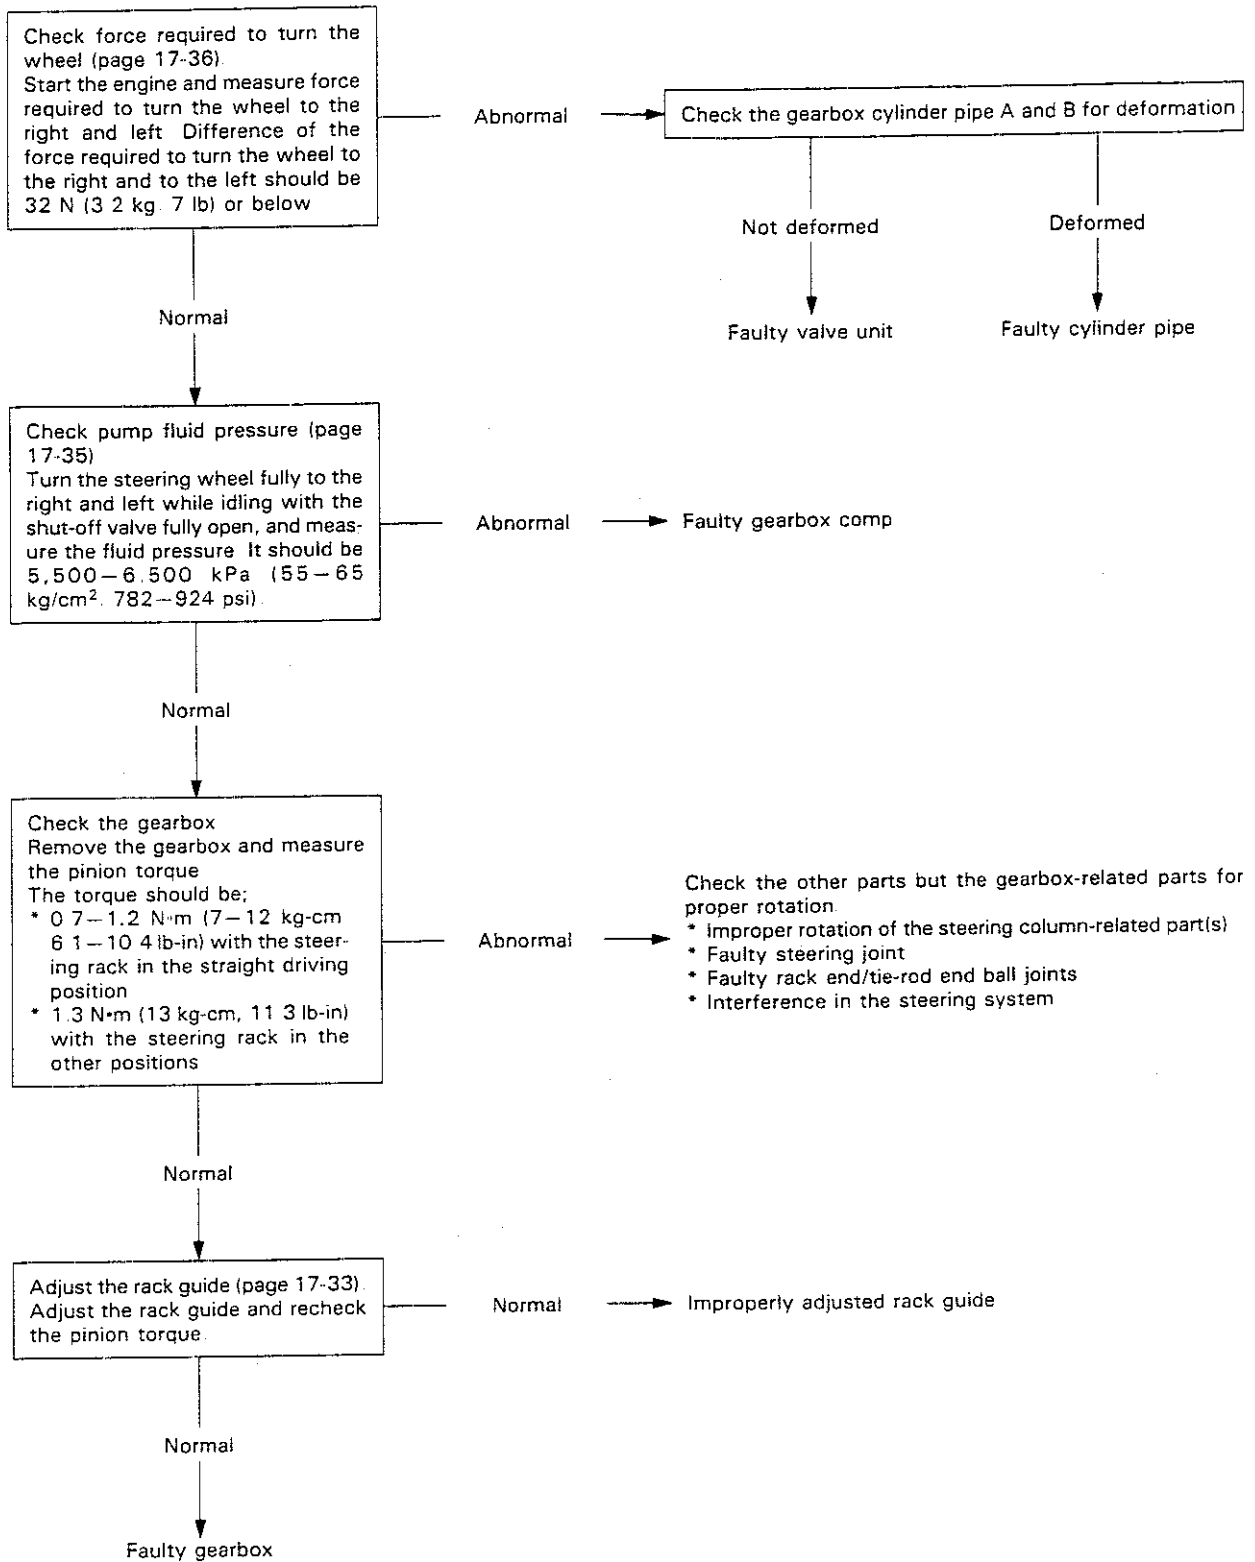 Check force required to turn the
wheel (page 17-36)
Start the engine and measure force
required to turn the wheel to the
right and left Difference of the
force required to turn the wheel to
the right and to the left should be
32 N (3 2 kg. 7 lb) or below
Abnormal
Check the gearbox cylinder pipe A and B for deformation
Not deformed
Deformed
Faulty valve unit
Faulty cylinder pipe
Normal
Check pump fluid pressure (page
17-35)
Turn the steering wheel fully to the
right and left while idling with the
shut-off valve fully open, and meas-
ure the fluid pressure It should be
5,500–6.500 kPa (55–65
kg/cm². 782–924 psi).
Abnormal
Faulty gearbox comp
Normal
Check the gearbox
Remove the gearbox and measure
the pinion torque
The torque should be;
* 0 7–1.2 N·m (7–12 kg-cm
6 1–10 4 lb-in) with the steer-
ing rack in the straight driving
position
* 1.3 N•m (13 kg-cm, 11 3 lb-in)
with the steering rack in the
other positions
Abnormal
Check the other parts but the gearbox-related parts for
proper rotation.
* Improper rotation of the steering column-related part(s)
* Faulty steering joint
* Faulty rack end/tie-rod end ball joints
* Interference in the steering system
Normal
Adjust the rack guide (page 17-33).
Adjust the rack guide and recheck
the pinion torque.
Normal
Improperly adjusted rack guide
Normal
Faulty gearbox